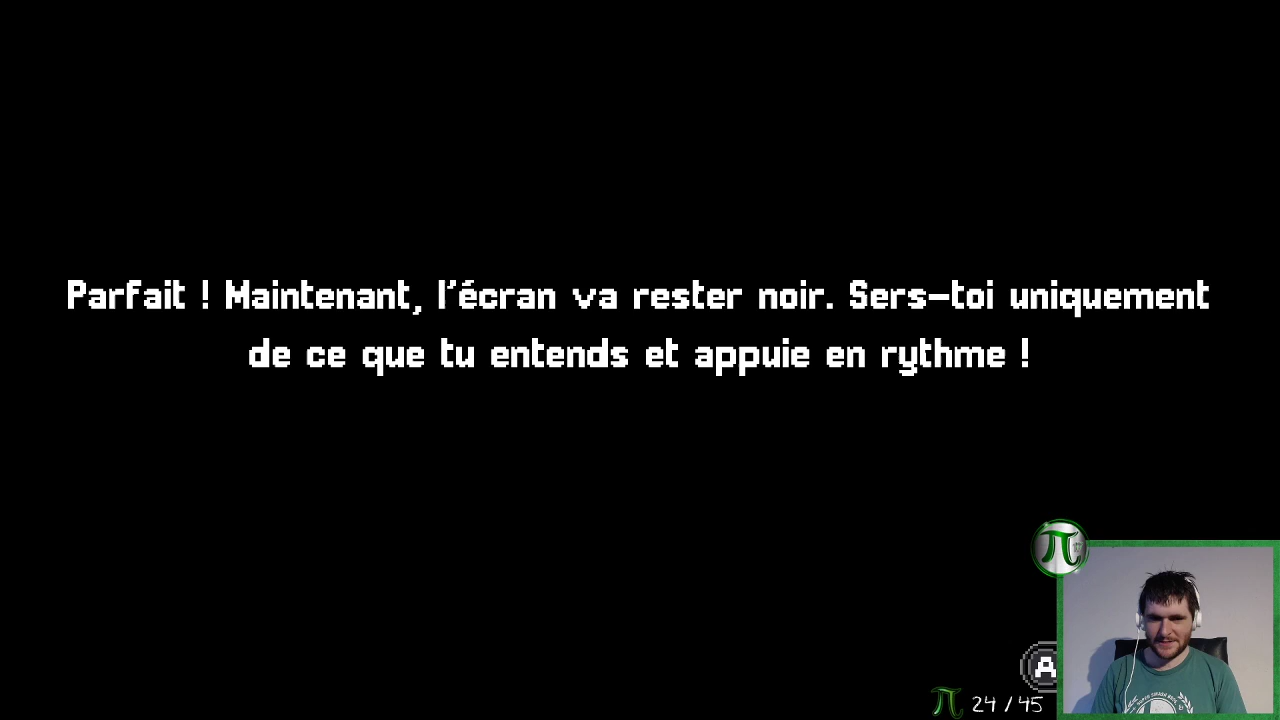 Parfait ! Maintenant, l'écran va rester noir. Sers-toi uniquement
de ce que tu entends et appuie en rythme !
π
A
π 24 / 45